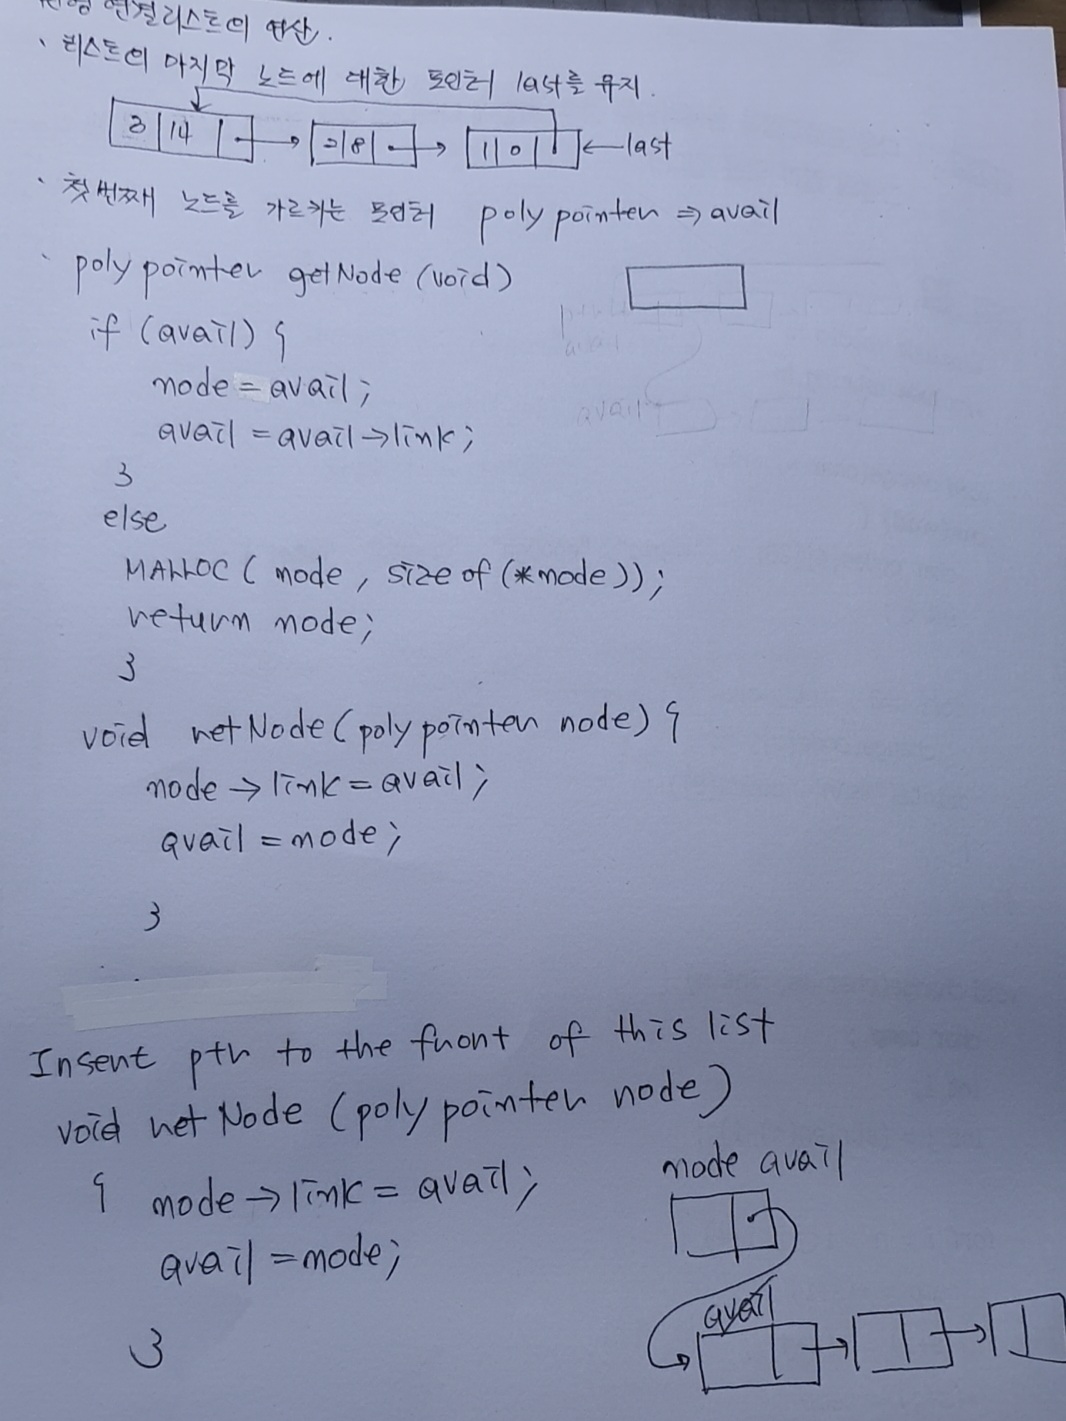 연결리스트의 연산.
· 리스트의 마지막 노드에 대한 포인터 last를 유지.
3 | 14 | → 2 | 8 | → 1 | 0 | ← last
· 첫번째 노드를 가르키는 포인터 poly pointer ⇒ avail
· poly pointer getNode (void)
if (avail) {
node = avail;
avail = avail → link;
}
else
MALLOC ( node , size of (*node));
return node;
}
void retNode (poly pointer node) {
node → link = avail;
avail = node;
}
Insert ptr to the front of this list
void ret Node (poly pointer node)
{ node → link = avail;
avail = node;
}
node avail
avail